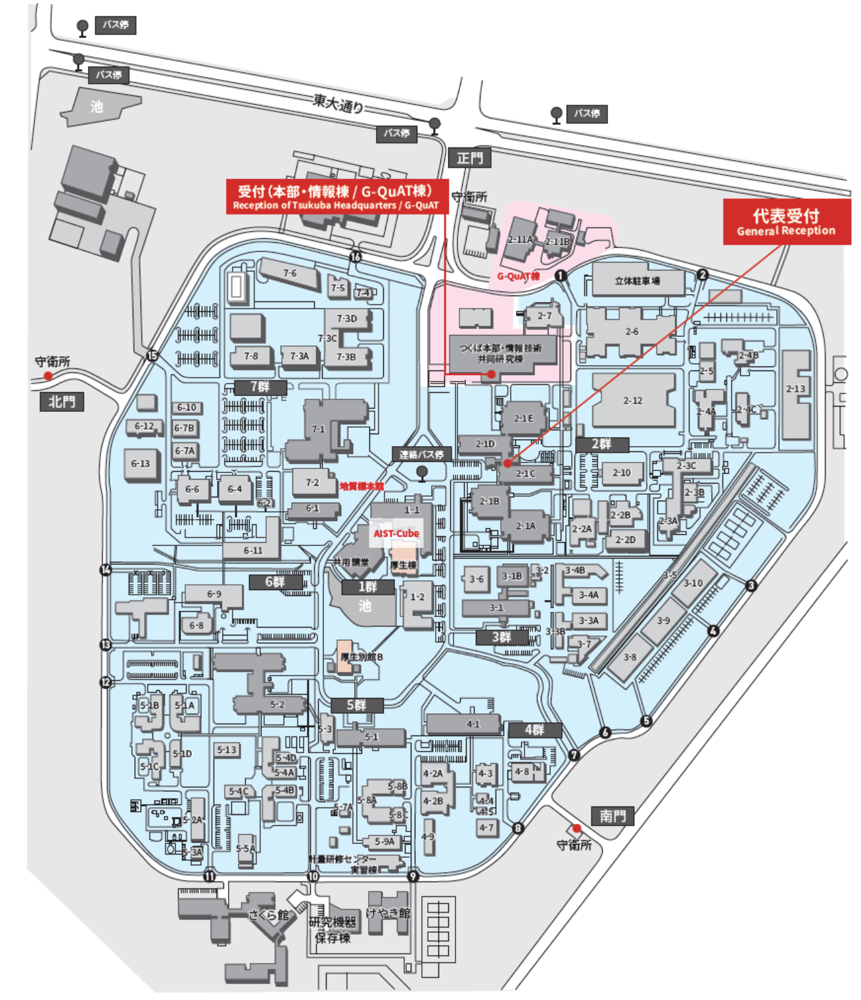 バス停
バス停
池
東大通り
バス停
バス停
正門
受付（本部・情報棟 / G-QuAT棟）
Reception of Tsukuba Headquarters / G-QuAT
守衛所
代表受付
General Reception
2-11A
2-11B
G-QuAT棟
16
1
2
7-6
7-5
7-4
立体駐車場
7-3D
7-3C
2-7
2-6
つくば本部・情報技術
共同研究棟
15
7-8
7-3A
7-3B
2-4B
2-5
守衛所
北門
7群
2-13
2-12
2-4A
2-4C
6-10
6-12
6-7B
7-1
2-1E
2-1D
2群
6-7A
6-13
連絡バス停
2-1C
2-10
2-3C
7-2
地質標本館
6-6
6-4
6-2
2-3B
6-1
1-1
2-1B
2-2B
2-1A
2-2A
2-3A
AIST-Cube
2-2D
6-11
共用講堂
厚生棟
14
6群
1群
3-6
3-1B
3-2
3-4B
3-5
3-10
3
6-9
池
1-2
3-4A
3-1
6-8
3-3A
3-9
3-3B
4
3群
13
3-7
厚生別館B
3-8
12
5-1B
5-1A
5-2
5群
5-3
4-1
4群
5
6
5-1
5-13
5-1D
5-1C
5-4D
5-4A
7
4-2A
4-3
4-8
5-4C
5-4B
5-8B
5-8A
4-2B
4-4
4-5
5-7A
5-8C
5-2A
4-7
8
南門
守衛所
4-9
5-9A
5-5A
5-3A
計量研修センター
実習棟
11
10
9
さくら館
研究機器
保存棟
けやき館